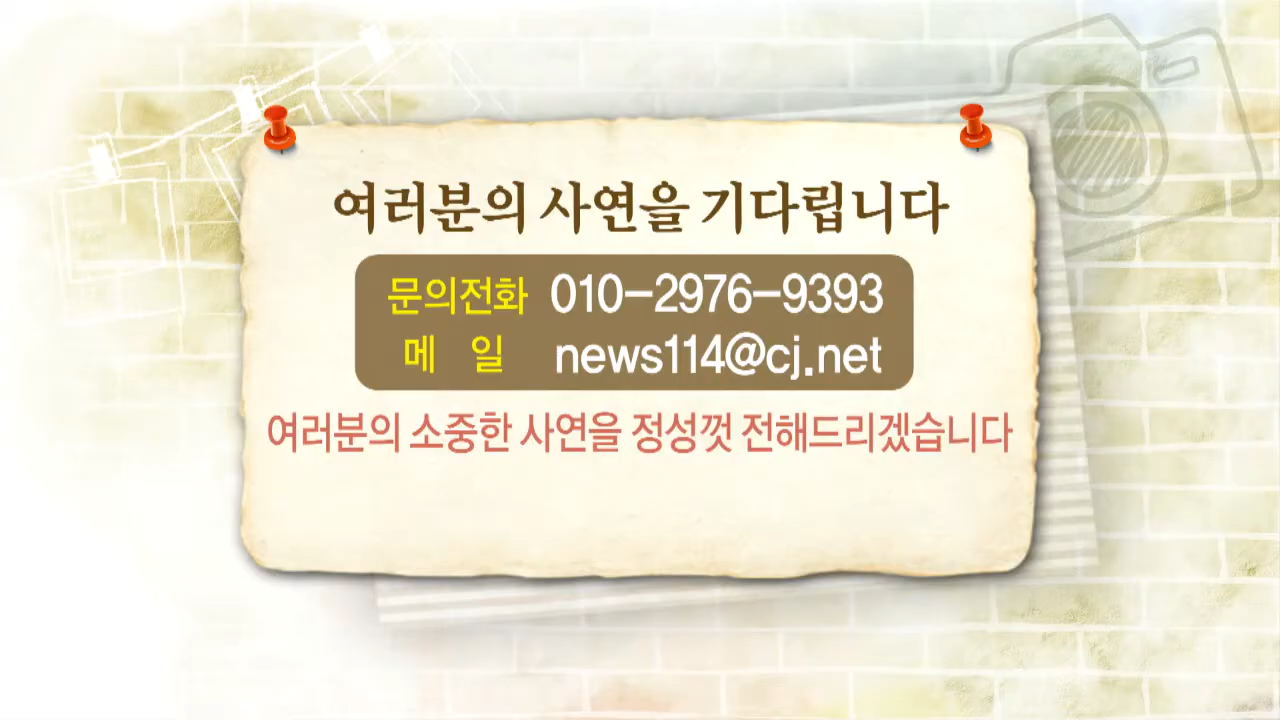 여러분의 사연을 기다립니다
문의전화 010-2976-9393
메 일 news114@cj.net
여러분의 소중한 사연을 정성껏 전해드리겠습니다